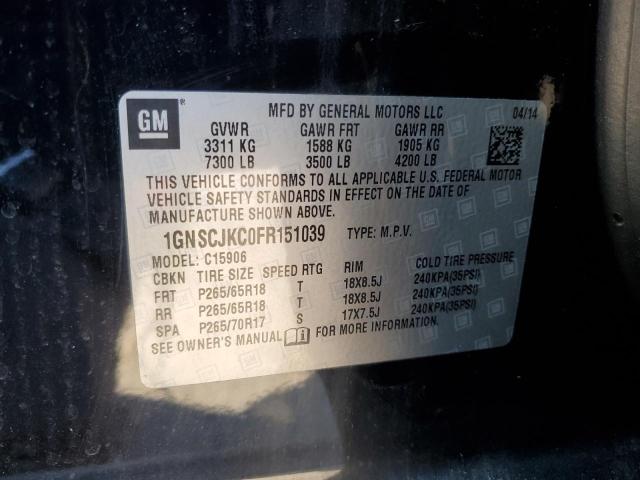 GM® MFD BY GENERAL MOTORS LLC 04/14
GVWR GAWR FRT GAWR RR
3311 KG 1588 KG 1905 KG
7300 LB 3500 LB 4200 LB
THIS VEHICLE CONFORMS TO ALL APPLICABLE U.S. FEDERAL MOTOR
VEHICLE SAFETY STANDARDS IN EFFECT ON THE DATE OF
MANUFACTURE SHOWN ABOVE.
1GNSCJKC0FR151039 TYPE: M.P.V.
MODEL: C15906
CBKN TIRE SIZE SPEED RTG RIM COLD TIRE PRESSURE
FRT P265/65R18 T 18X8.5J 240KPA(35PSI)
RR P265/65R18 T 18X8.5J 240KPA(35PSI)
SPA P265/70R17 S 17X7.5J 240KPA(35PSI)
SEE OWNER'S MANUAL FOR MORE INFORMATION.